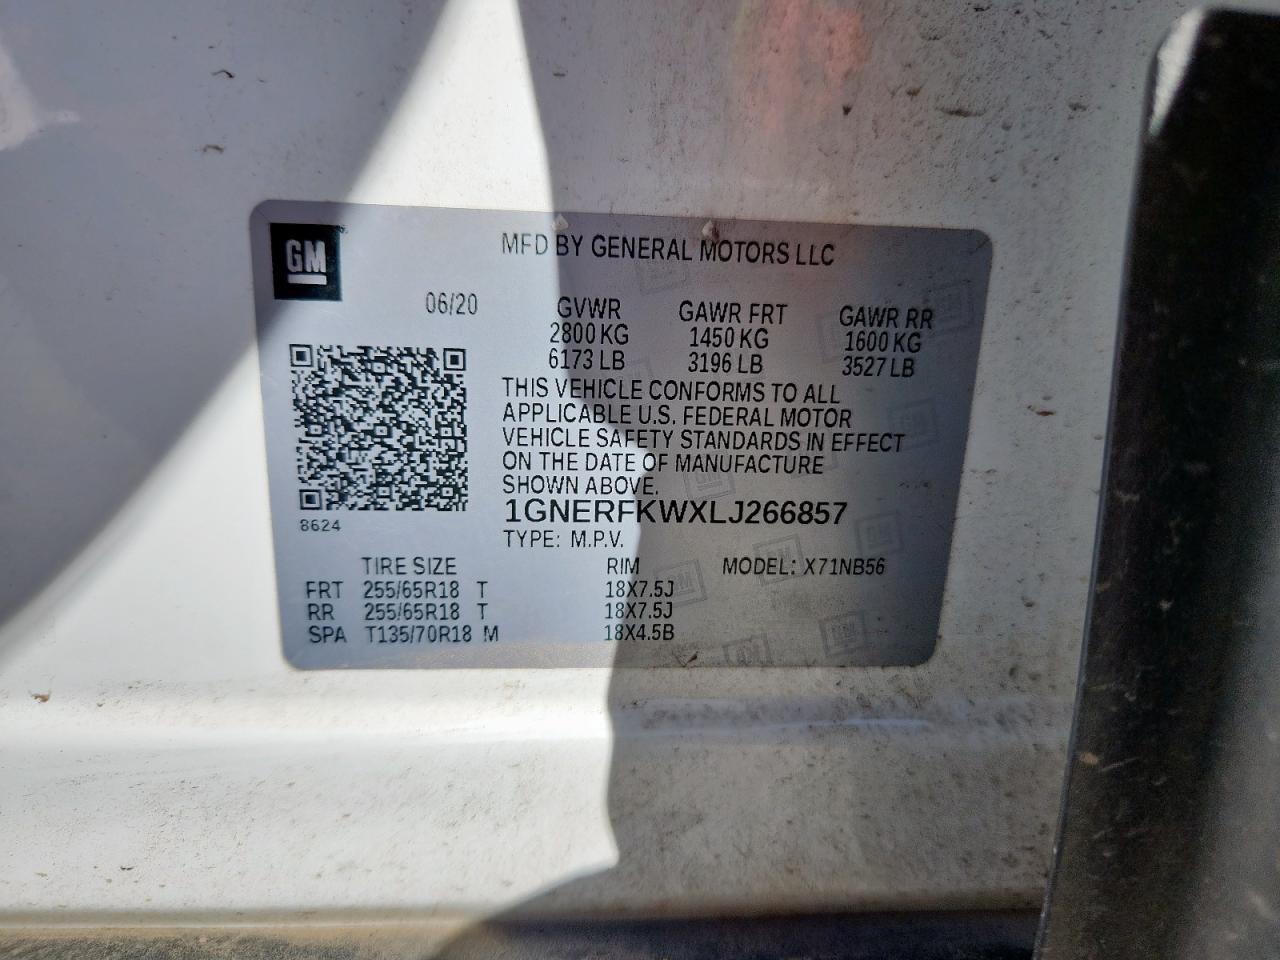 GM
MFD BY GENERAL MOTORS LLC
06/20
GVWR GAWR FRT GAWR RR
2800 KG 1450 KG 1600 KG
6173 LB 3196 LB 3527 LB
THIS VEHICLE CONFORMS TO ALL
APPLICABLE U.S. FEDERAL MOTOR
VEHICLE SAFETY STANDARDS IN EFFECT
ON THE DATE OF MANUFACTURE
SHOWN ABOVE.
8624
1GNERFKWXLJ266857
TYPE: M.P.V.
TIRE SIZE RIM MODEL: X71NB56
FRT 255/65R18 T 18X7.5J
RR 255/65R18 T 18X7.5J
SPA T135/70R18 M 18X4.5B